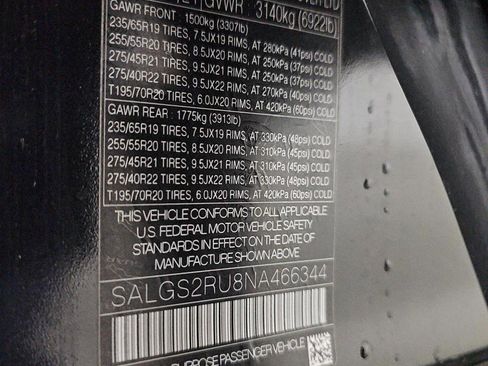 GVWR 3140kg (6922lb)
GAWR FRONT : 1500kg (3307lb)
235/65R19 TIRES, 7.5JX19 RIMS, AT 280kPa (41psi) COLD
255/55R20 TIRES, 8.5JX20 RIMS, AT 250kPa (37psi) COLD
275/45R21 TIRES, 9.5JX21 RIMS, AT 250kPa (37psi) COLD
275/40R22 TIRES, 9.5JX22 RIMS, AT 270kPa (40psi) COLD
T195/70R20 TIRES, 6.0JX20 RIMS, AT 420kPa (60psi) COLD
GAWR REAR : 1775kg (3913lb)
235/65R19 TIRES, 7.5JX19 RIMS, AT 330kPa (48psi) COLD
255/55R20 TIRES, 8.5JX20 RIMS, AT 310kPa (45psi) COLD
275/45R21 TIRES, 9.5JX21 RIMS, AT 310kPa (45psi) COLD
275/40R22 TIRES, 9.5JX22 RIMS, AT 330kPa (48psi) COLD
T195/70R20 TIRES, 6.0JX20 RIMS, AT 420kPa (60psi) COLD
THIS VEHICLE CONFORMS TO ALL APPLICABLE
U.S. FEDERAL MOTOR VEHICLE SAFETY
STANDARDS IN EFFECT ON THE DATE OF
MANUFACTURE SHOWN ABOVE
SALGS2RU8NA466344
PURPOSE PASSENGER VEHICLE